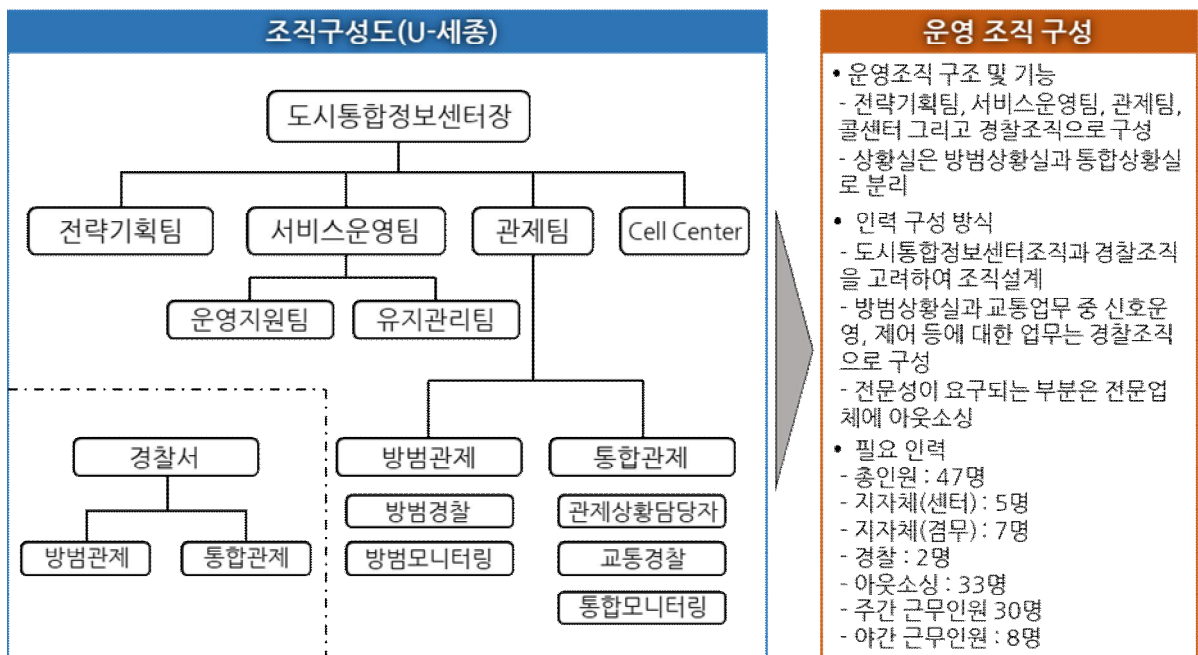 조직구성도(U-세종)
도시통합정보센터장
전략기획팀
서비스운영팀
관제팀
Cell Center
운영지원팀
유지관리팀
경찰서
방범관제
통합관제
방범관제
방범경찰
방범모니터링
통합관제
관제상황담당자
교통경찰
통합모니터링
운영 조직 구성
• 운영조직 구조 및 기능
- 전략기획팀, 서비스운영팀, 관제팀,
콜센터 그리고 경찰조직으로 구성
- 상황실은 방범상황실과 통합상황실
로 분리
• 인력 구성 방식
- 도시통합정보센터조직과 경찰조직
을 고려하여 조직설계
- 방범상황실과 교통업무 중 신호운
영, 제어 등에 대한 업무는 경찰조직
으로 구성
- 전문성이 요구되는 부분은 전문업
체에 아웃소싱
• 필요 인력
- 총인원 : 47명
- 지자체(센터) : 5명
- 지자체(겸무) : 7명
- 경찰 : 2명
- 아웃소싱 : 33명
- 주간 근무인원 30명
- 야간 근무인원 : 8명